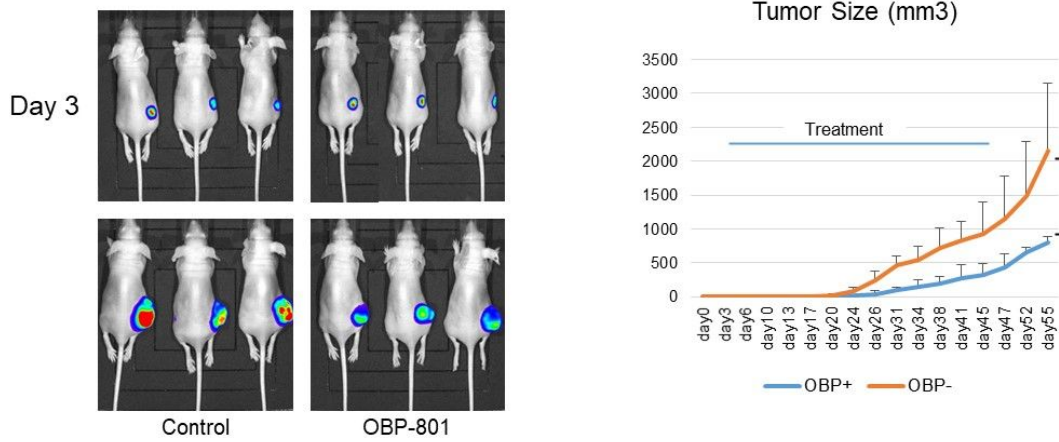 Day 3
Control
OBP-801
Tumor Size (mm3)
3500
3000
2500
2000
1500
1000
500
0
Treatment
day0
day3
day6
day10
day13
day17
day20
day24
day26
day31
day34
day38
day41
day45
day47
day52
day55
OBP+
OBP-